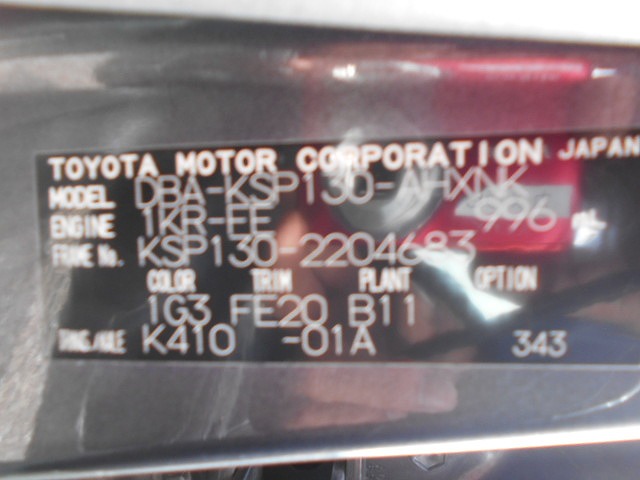 TOYOTA MOTOR CORPORATION JAPAN
MODEL DBA-KSP130-AHXNK
ENGINE 1KR-FE 996 mL
FRAME No. KSP130-2204683
COLOR TRIM PLANT OPTION
1G3 FE20 B11
TRNS/AXLE K410 -01A 343